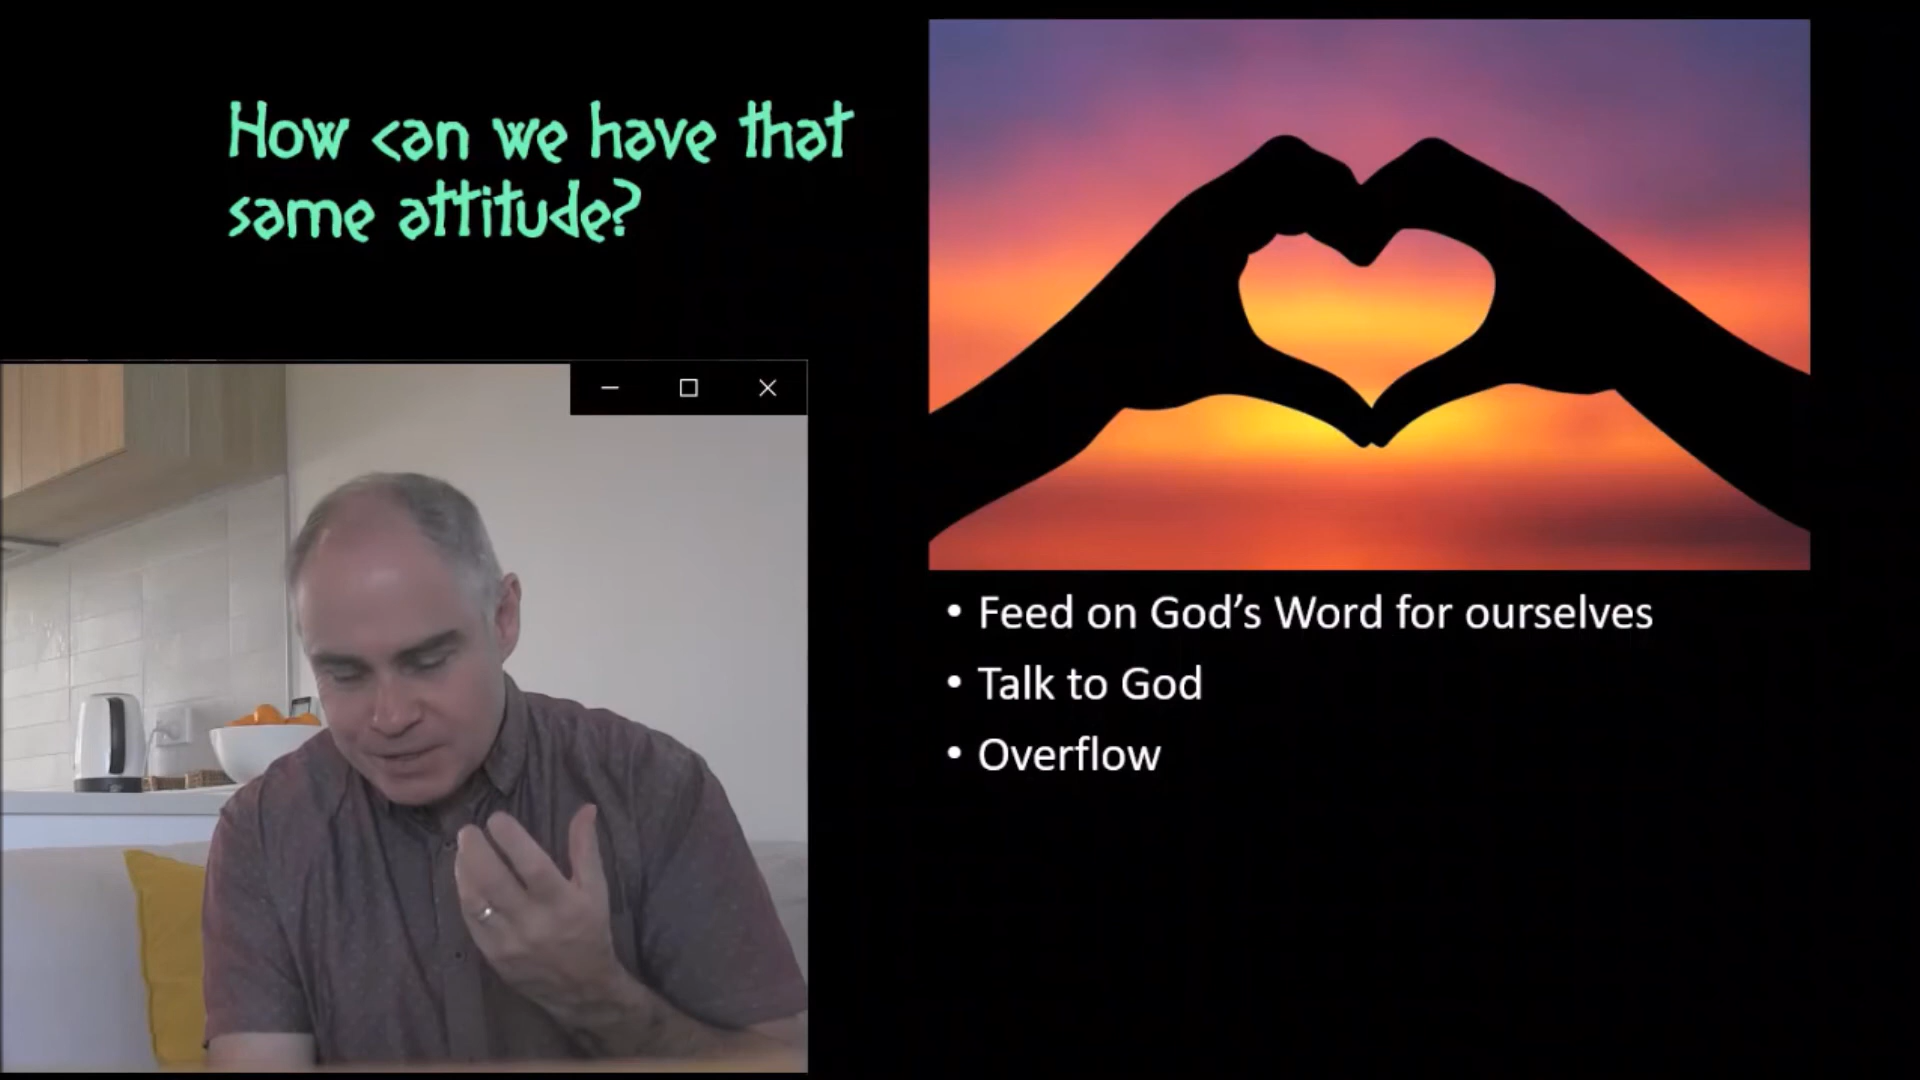 How can we have that
same attitude?
• Feed on God's Word for ourselves
• Talk to God
• Overflow